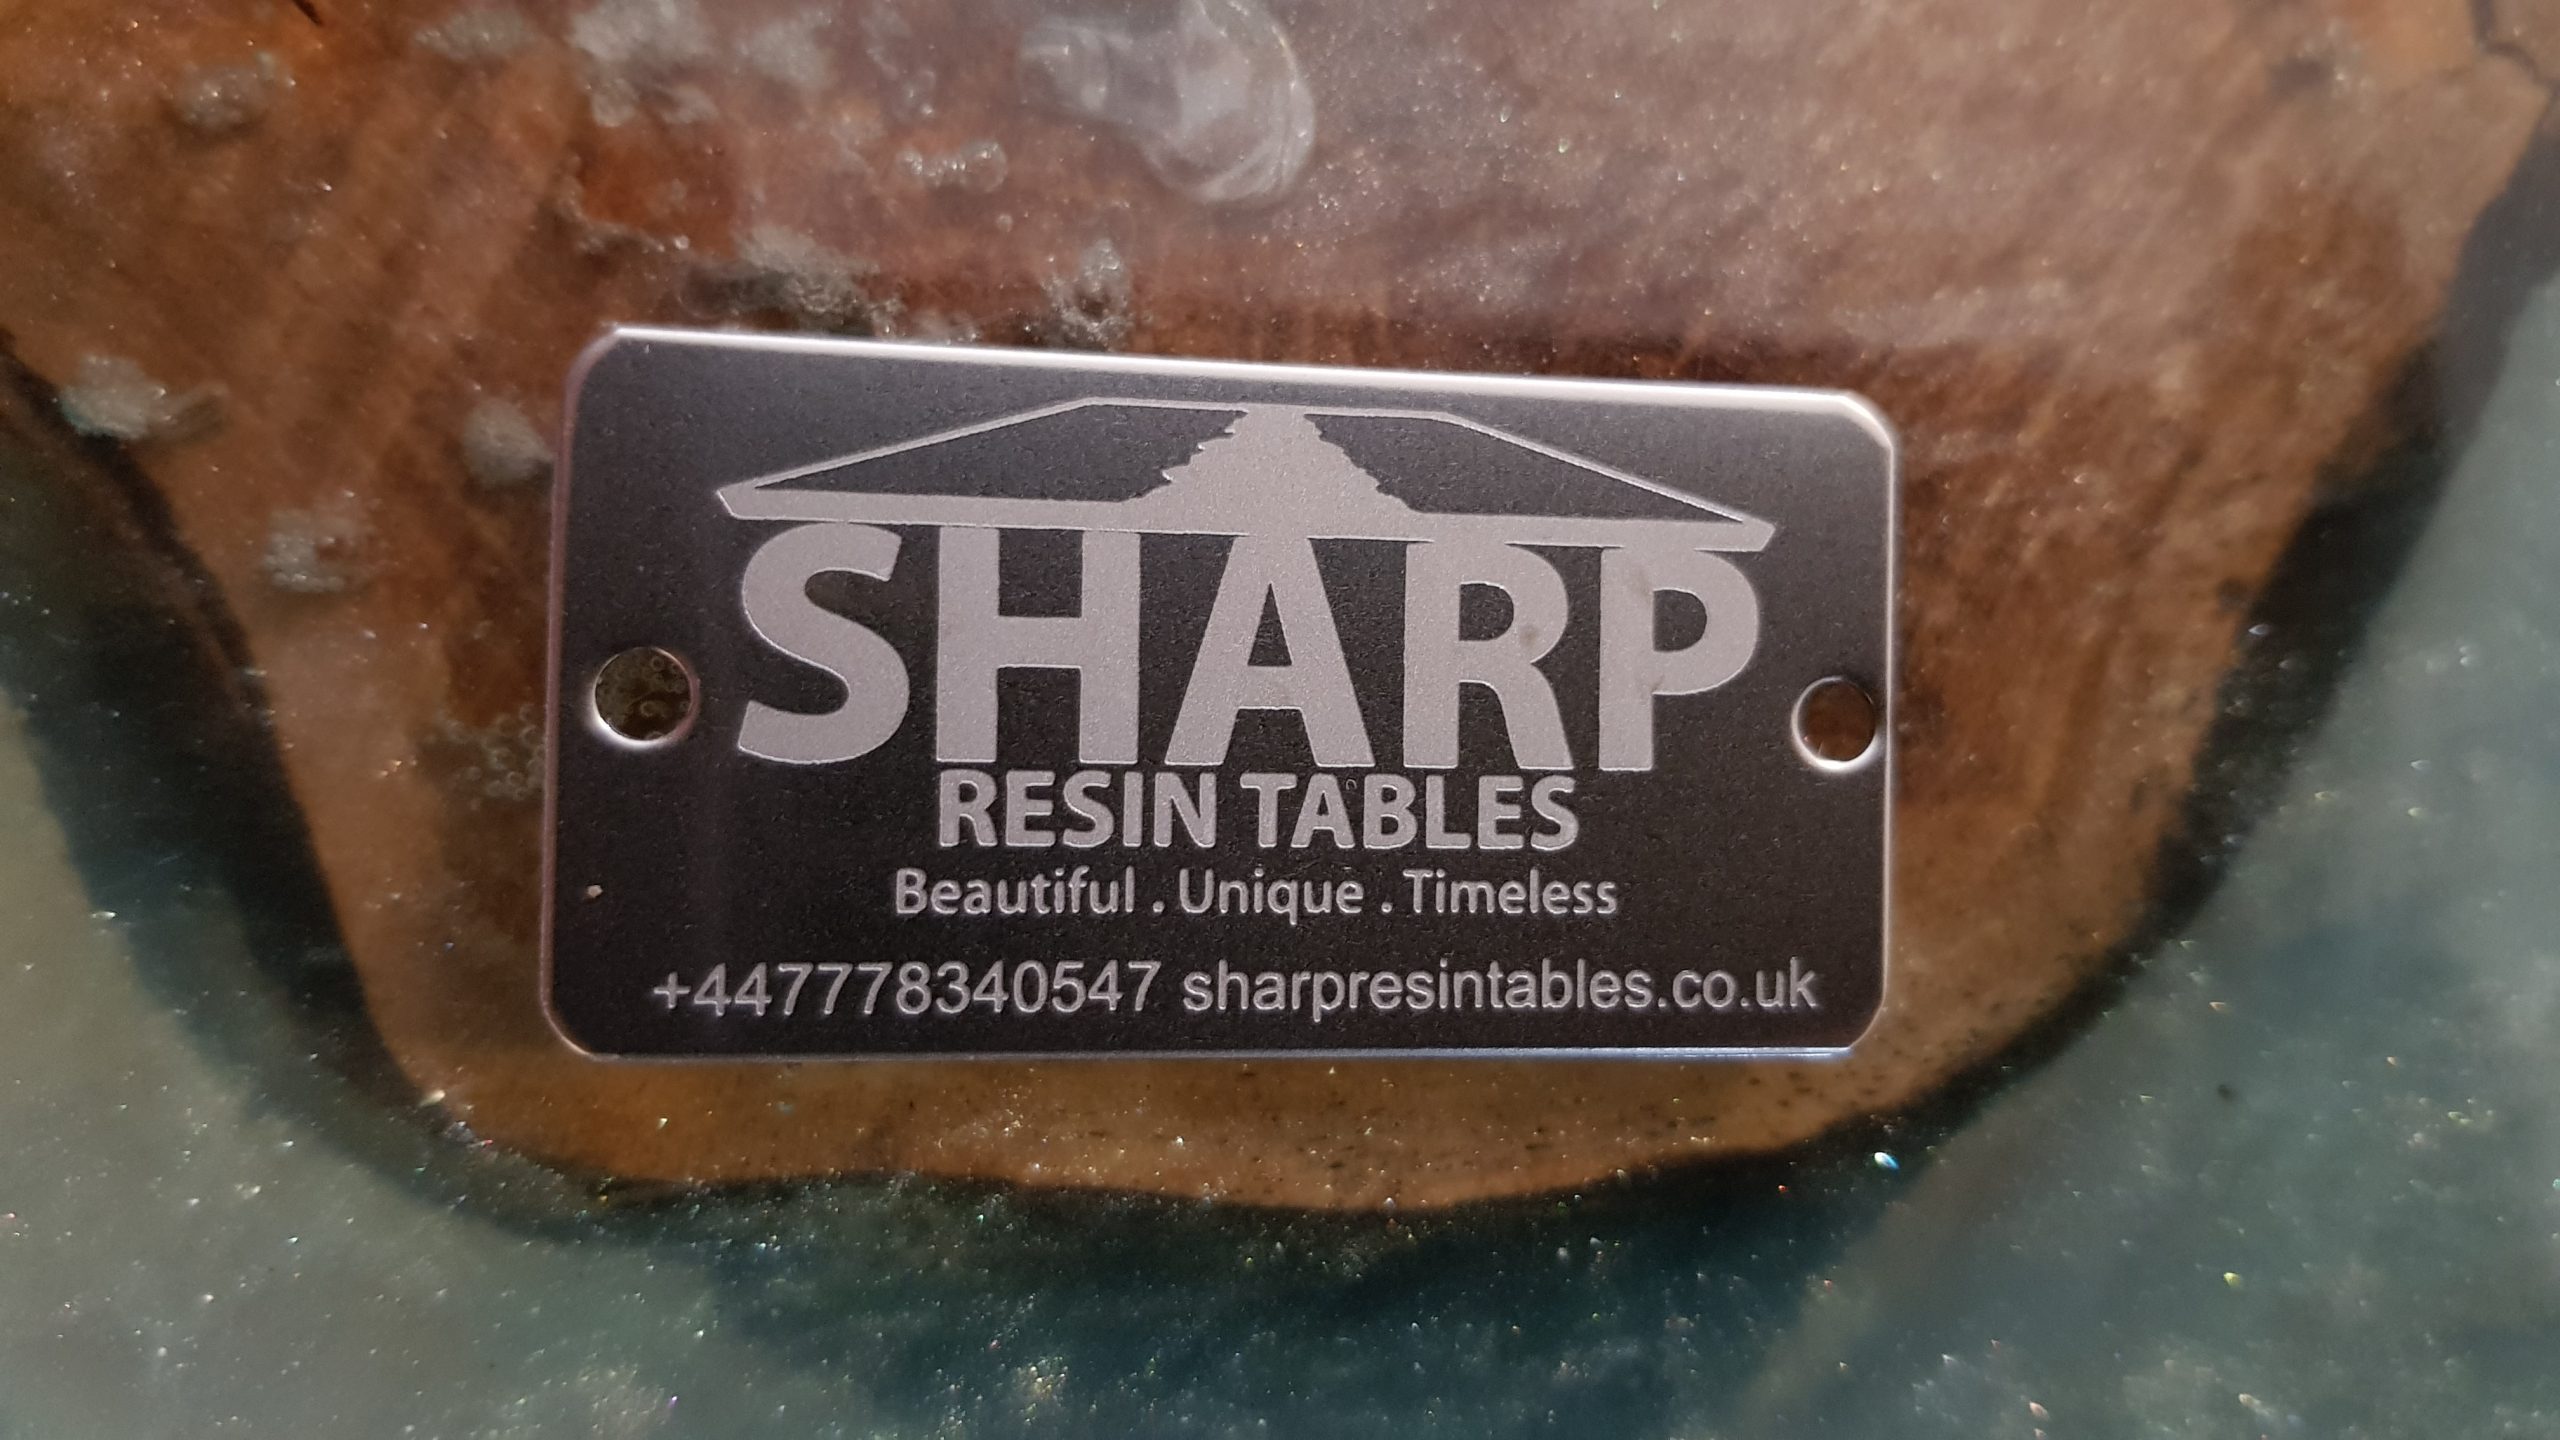 SHARP
RESIN TABLES
Beautiful . Unique . Timeless
+447778340547 sharpresintables.co.uk